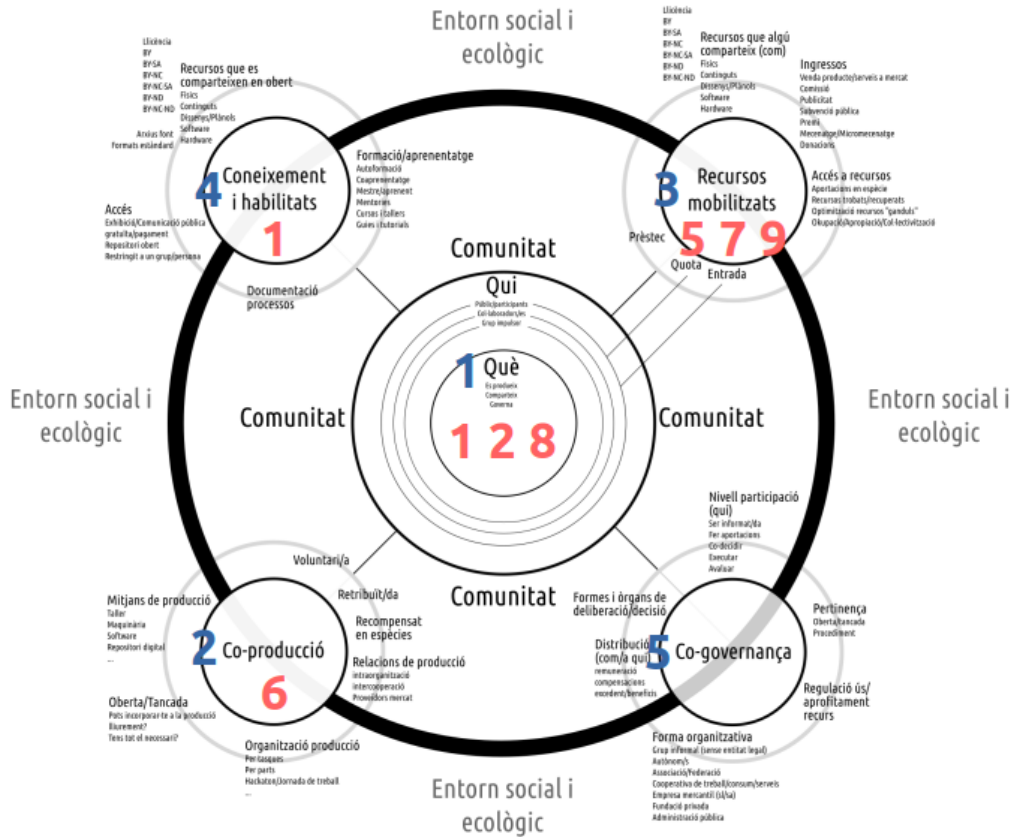 Entorn social i
ecològic
Llicència
BY
BY-SA
BY-NC
BY-NC-SA
BY-ND
BY-NC-ND
Recursos que es
comparteixen en obert
Físics
Continguts
Dissenys/Plànols
Software
Hardware
Arxius font
Formats estàndard
4
Coneixement
i habilitats
1
Formació/aprenentatge
Autoformació
Coaprenentatge
Mestre/aprenent
Mentories
Cursos i tallers
Guies i tutorials
Accés
Exhibició/Comunicació pública
gratuïta/pagament
Repositori obert
Restringit a un grup/persona
Documentació
processos
Llicència
BY
BY-SA
BY-NC
BY-NC-SA
BY-ND
BY-NC-ND
Recursos que algú
comparteix (com)
Físics
Continguts
Dissenys/Plànols
Software
Hardware
Ingressos
Venda producte/serveis a mercat
Comissió
Publicitat
Subvenció pública
Premi
Mecenatge/Micromecenatge
Donacions
3
Recursos
mobilitzats
5 7 9
Accés a recursos
Aportacions en espècie
Recursos trobats/recuperats
Optimització recursos "ganduls"
Okupació/Apropiació/Col·lectivització
Prèstec
Quota
Entrada
Comunitat
Qui
Públic/participants
Col·laboradors/es
Grup impulsor
1
Què
Es produeix
Comparteix
Governa
1 2 8
Entorn social i
ecològic
Comunitat
Comunitat
Entorn social i
ecològic
Comunitat
Voluntari/a
Retribuït/da
Recompensat
en espècies
Relacions de producció
intraorganització
intercooperació
Proveïdors mercat
Mitjans de producció
Taller
Maquinària
Software
Repositori digital
...
2
Co-producció
6
Oberta/Tancada
Pots incorporar-te a la producció
lliurement?
Tens tot el necessari?
Organització producció
Per tasques
Per parts
Hackaton/Jornada de treball
...
Nivell participació
(qui)
Ser informat/da
Fer aportacions
Co-decidir
Executar
Avaluar
Formes i òrgans de
deliberació/decisió
Distribució
(com/a qui)
remuneració
compensacions
excedent/beneficis
5
Co-governança
Pertinença
Oberta/tancada
Procediment
Regulació ús/
aprofitament
recurs
Forma organitzativa
Grup informal (sense entitat legal)
Autònom/s
Associació/Federació
Cooperativa de treball/consum/serveis
Empresa mercantil (sl/sa)
Fundació privada
Administració pública
Entorn social i
ecològic